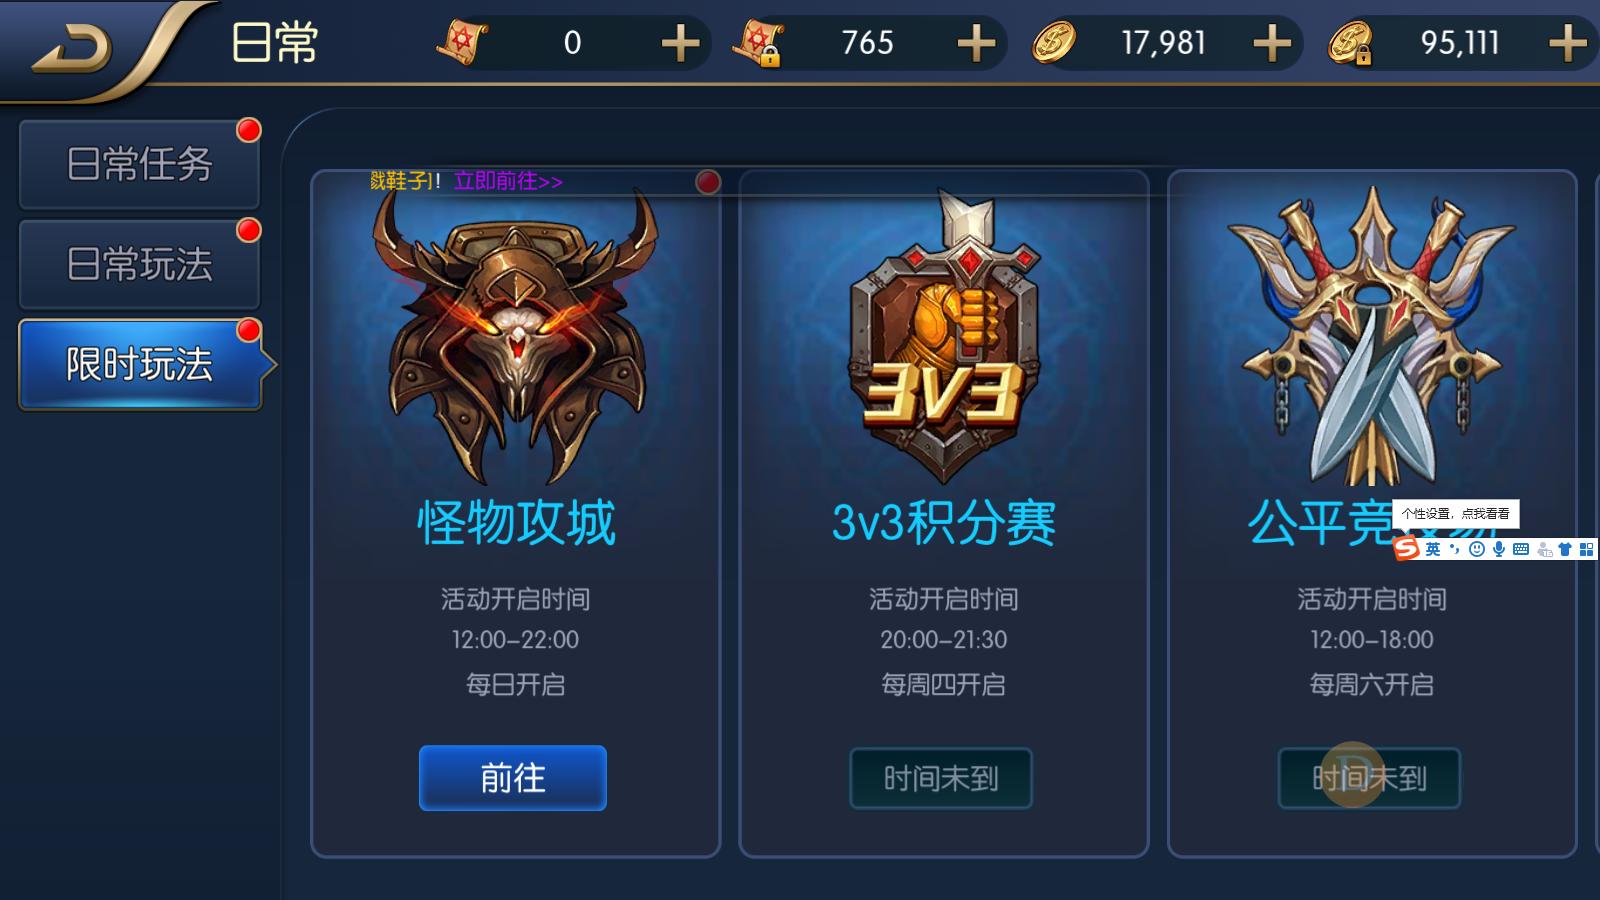 日常
0
765
17,981
95,111
日常任务
日常玩法
限时玩法
戮鞋子!立即前往>>
3V3
怪物攻城
3v3积分赛
公平竞
个性设置，点我看看
英
活动开启时间
12:00-22:00
每日开启
活动开启时间
20:00-21:30
每周四开启
活动开启时间
12:00-18:00
每周六开启
前往
时间未到
时间未到